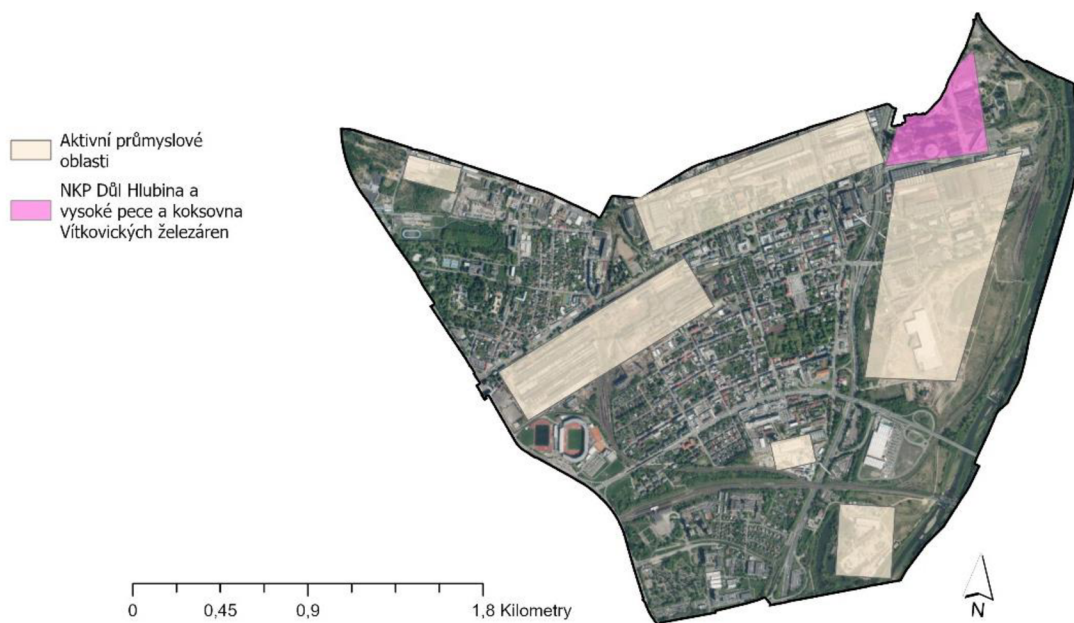 Aktivní průmyslové
oblasti
NKP Důl Hlubina a
vysoké pece a koksovna
Vítkovických železáren
0 0,45 0,9 1,8 Kilometry
N